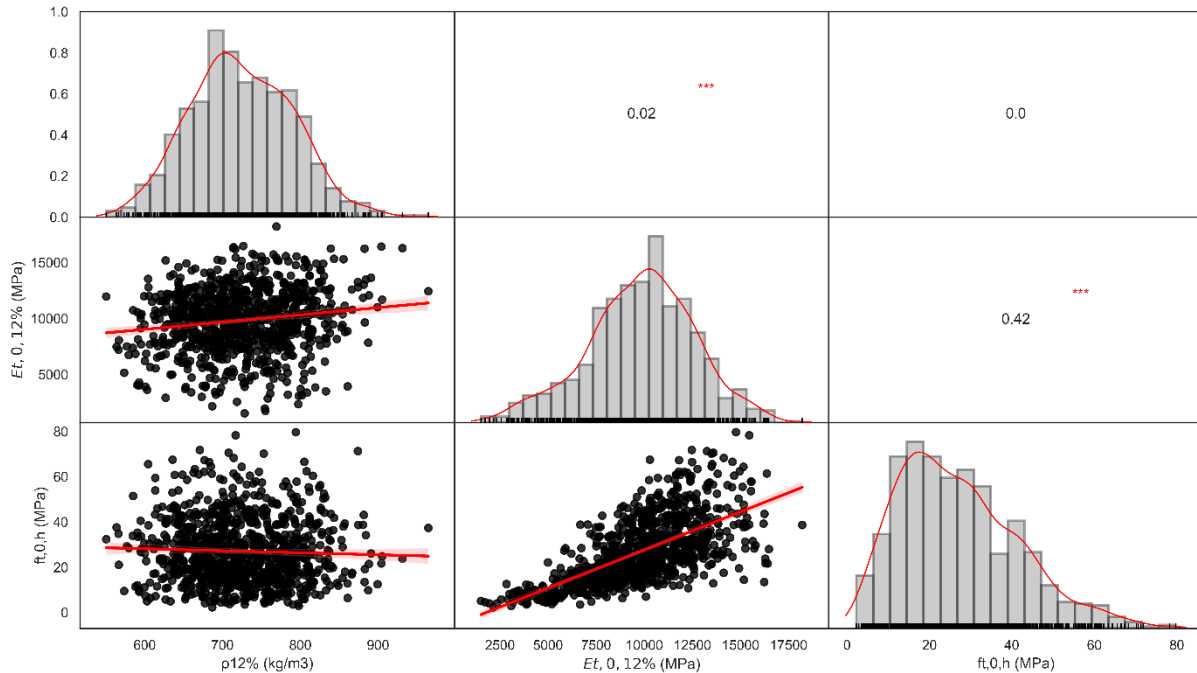 1.0
0.8
0.6
0.4
0.2
0.0
***
0.02
0.0
15000
10000
5000
Et, 0, 12% (MPa)
***
0.42
80
60
40
20
0
ft,0,h (MPa)
600 700 800 900
ρ12% (kg/m3)
2500 5000 7500 10000 12500 15000 17500
Et, 0, 12% (MPa)
0 20 40 60 80
ft,0,h (MPa)